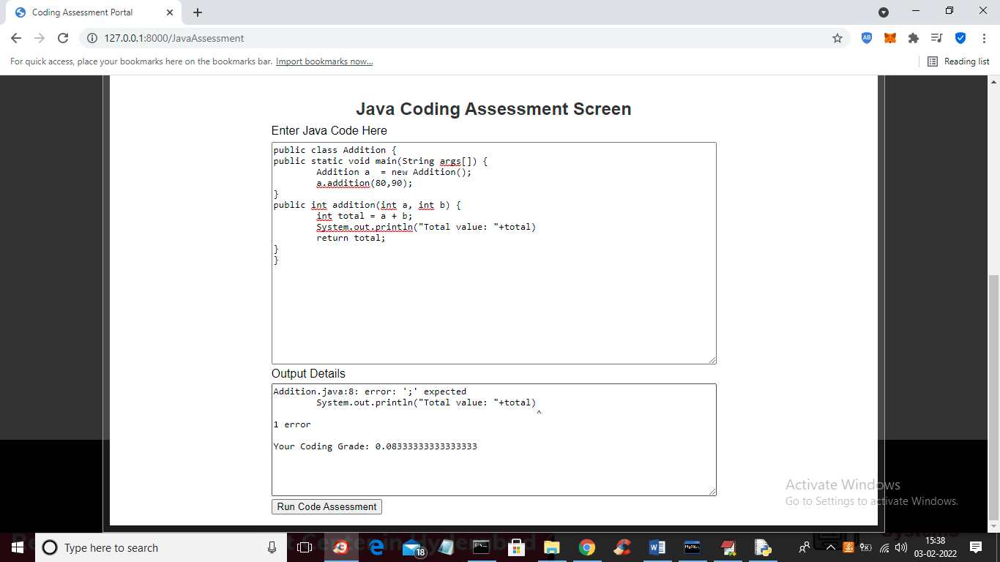 Coding Assessment Portal
127.0.0.1:8000/JavaAssessment
AB
For quick access, place your bookmarks here on the bookmarks bar. Import bookmarks now...
Reading list
Java Coding Assessment Screen
Enter Java Code Here
public class Addition {
public static void main(String args[]) {
        Addition a  = new Addition();
        a.addition(80,90);
}
public int addition(int a, int b) {
        int total = a + b;
        System.out.println("Total value: "+total)
        return total;
}
}
Output Details
Addition.java:8: error: ';' expected
        System.out.println("Total value: "+total)
                                                 ^
1 error
Your Coding Grade: 0.08333333333333333
Run Code Assessment
Activate Windows
Go to Settings to activate Windows.
Type here to search
18
15:38
03-02-2022